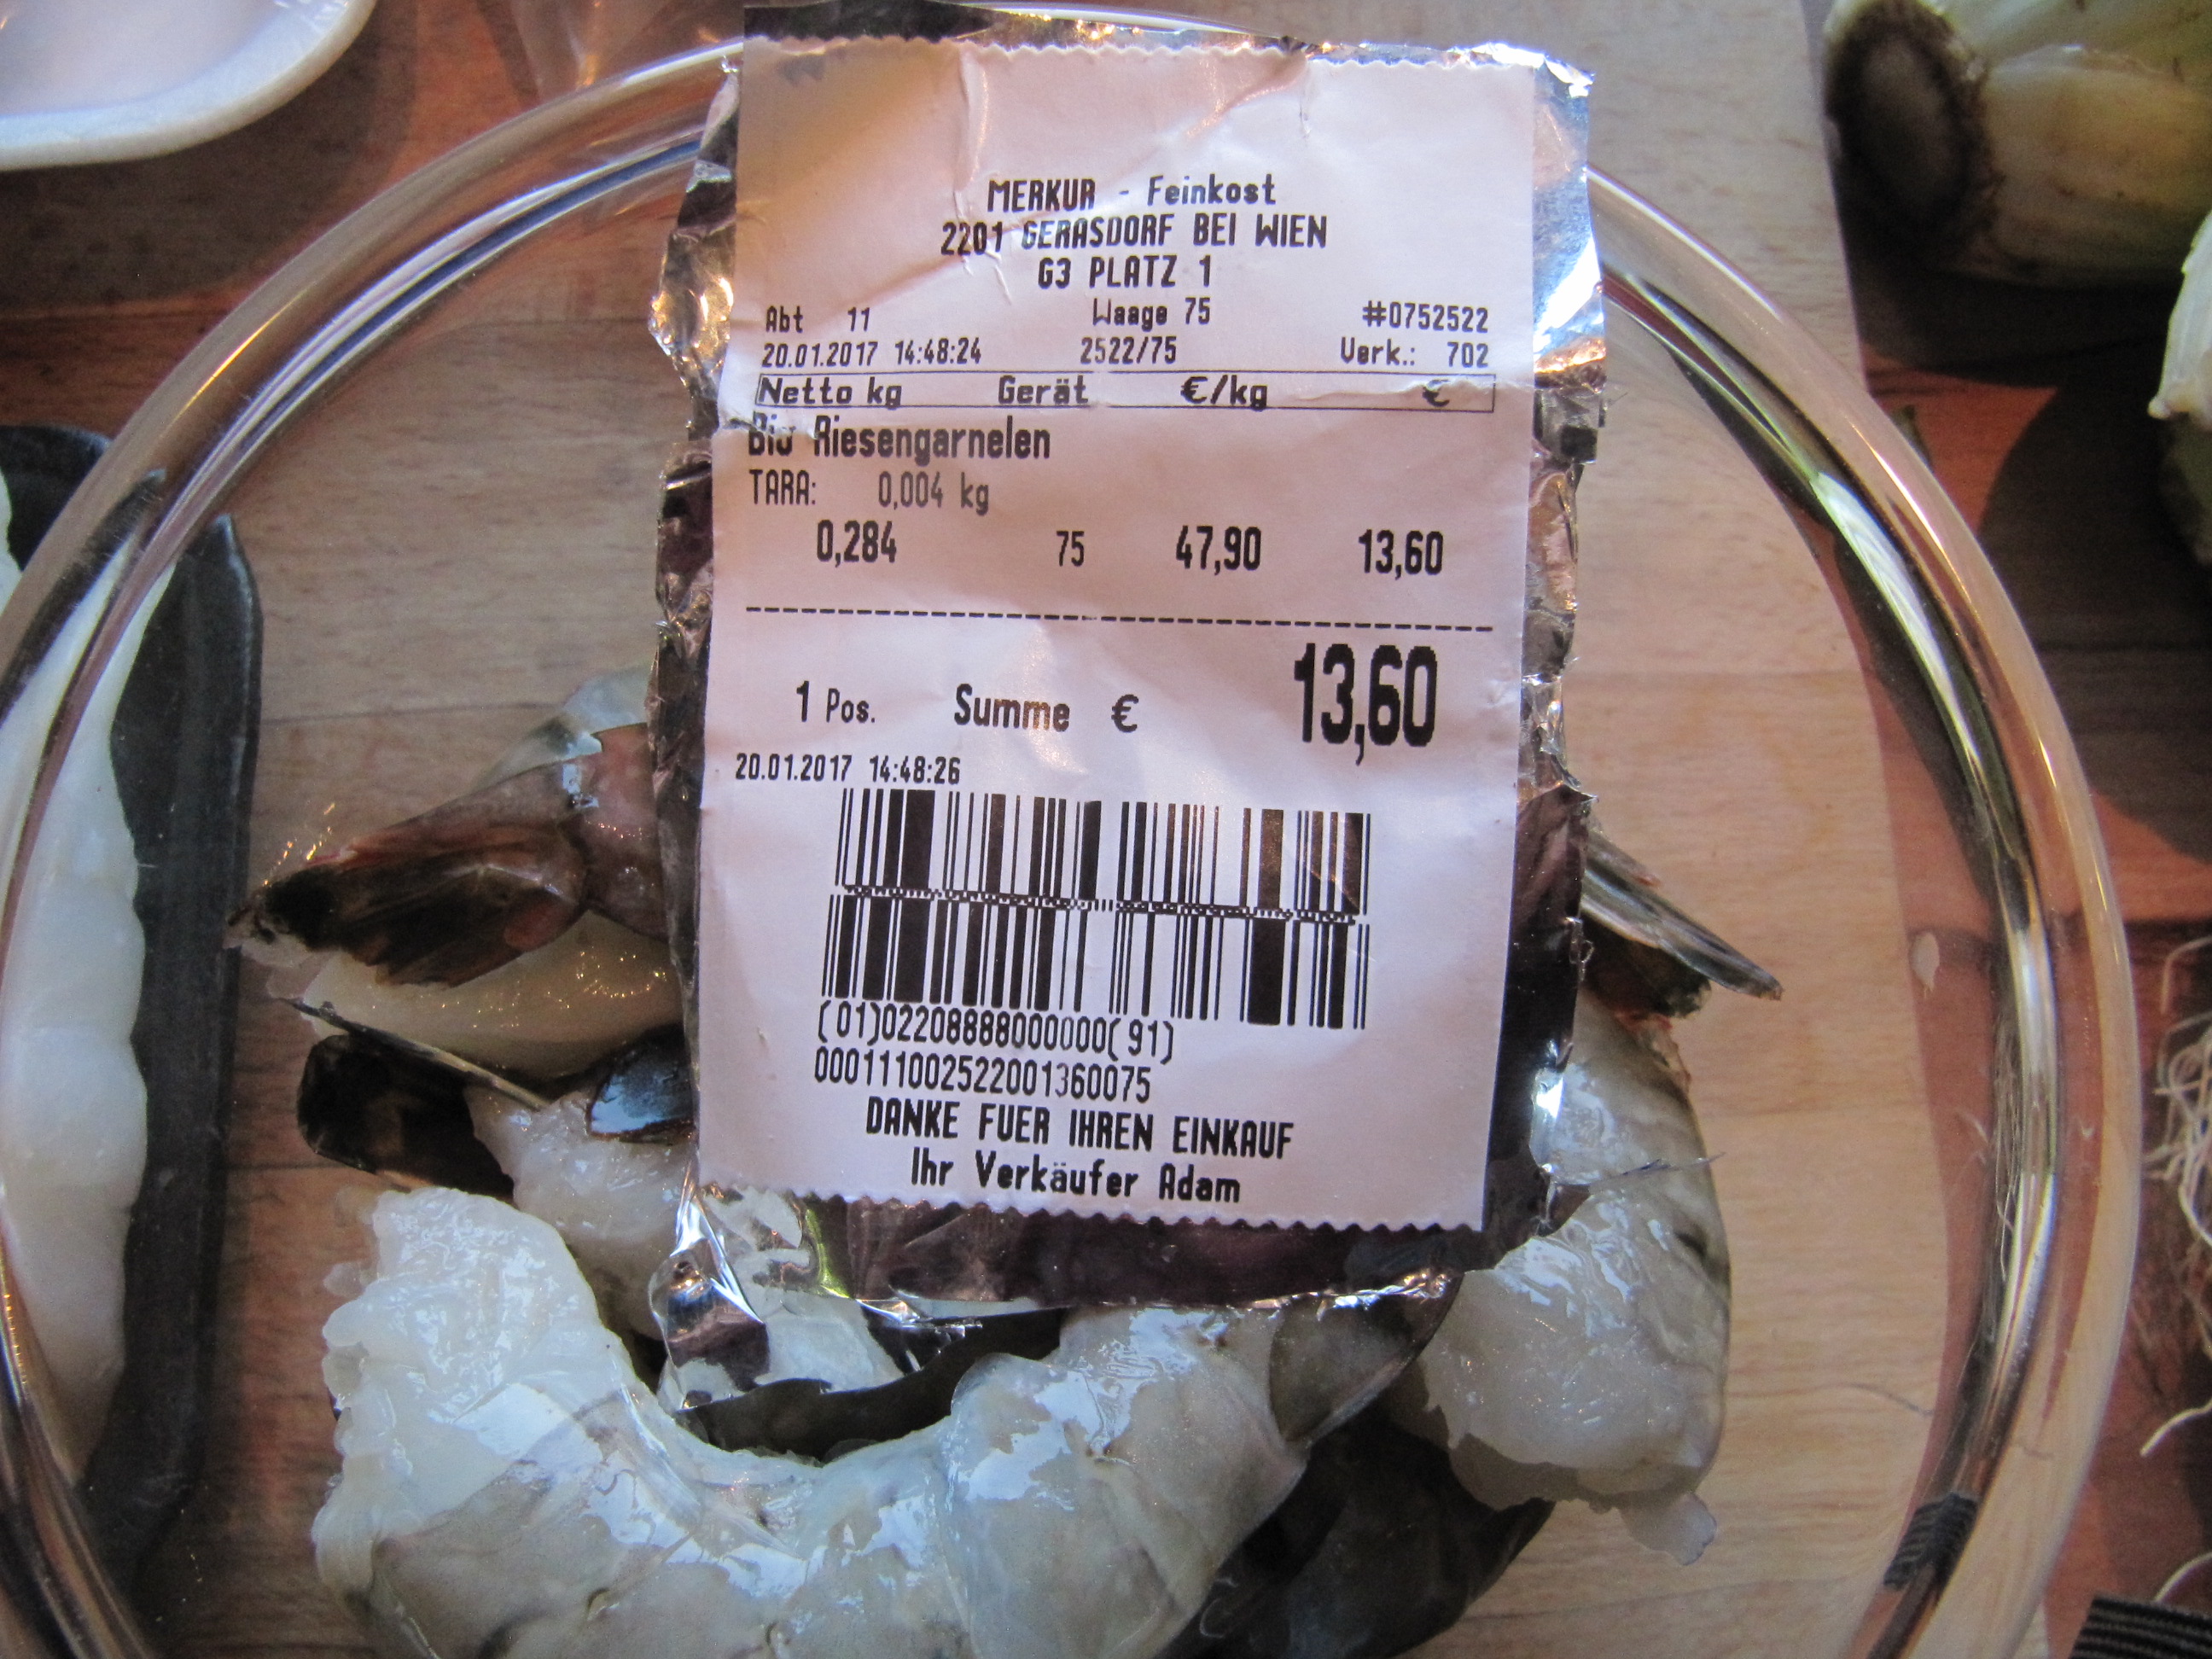 MERKUR - Feinkost
2201 GERASDORF BEI WIEN
G3 PLATZ 1
Abt 11 Waage 75 #0752522
20.01.2017 14:48:24 2522/75 Verk.: 702
Netto kg Gerät €/kg €
Bio Riesengarnelen
TARA: 0,004 kg
0,284 75 47,90 13,60
1 Pos. Summe € 13,60
20.01.2017 14:48:26
(01)02208888000000(91)
000111002522001360075
DANKE FUER IHREN EINKAUF
Ihr Verkäufer Adam